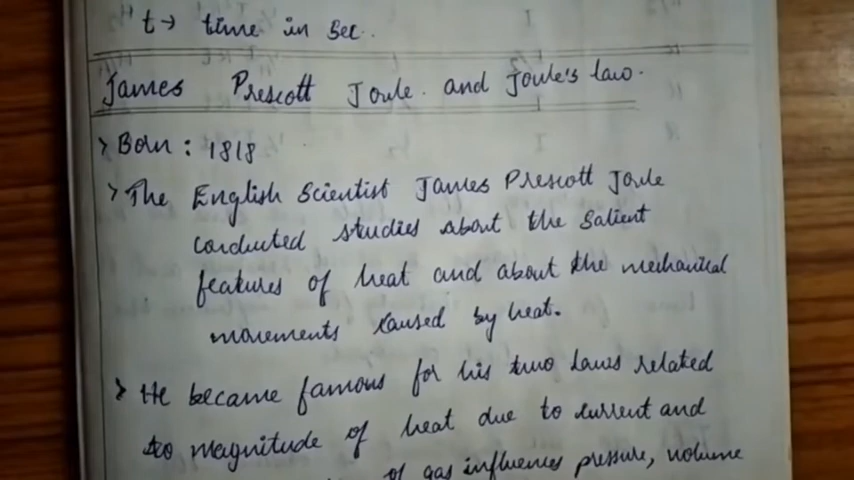 t→ time in Sec.
James Prescott Joule. and Joule's law.
> Born : 1818
> The English Scientist James Prescott Joule
conducted studies about the salient
features of heat and about the mechanical
movements caused by heat.
> He became famous for his two laws related
to magnitude of heat due to current and
of gas influences pressure, volume